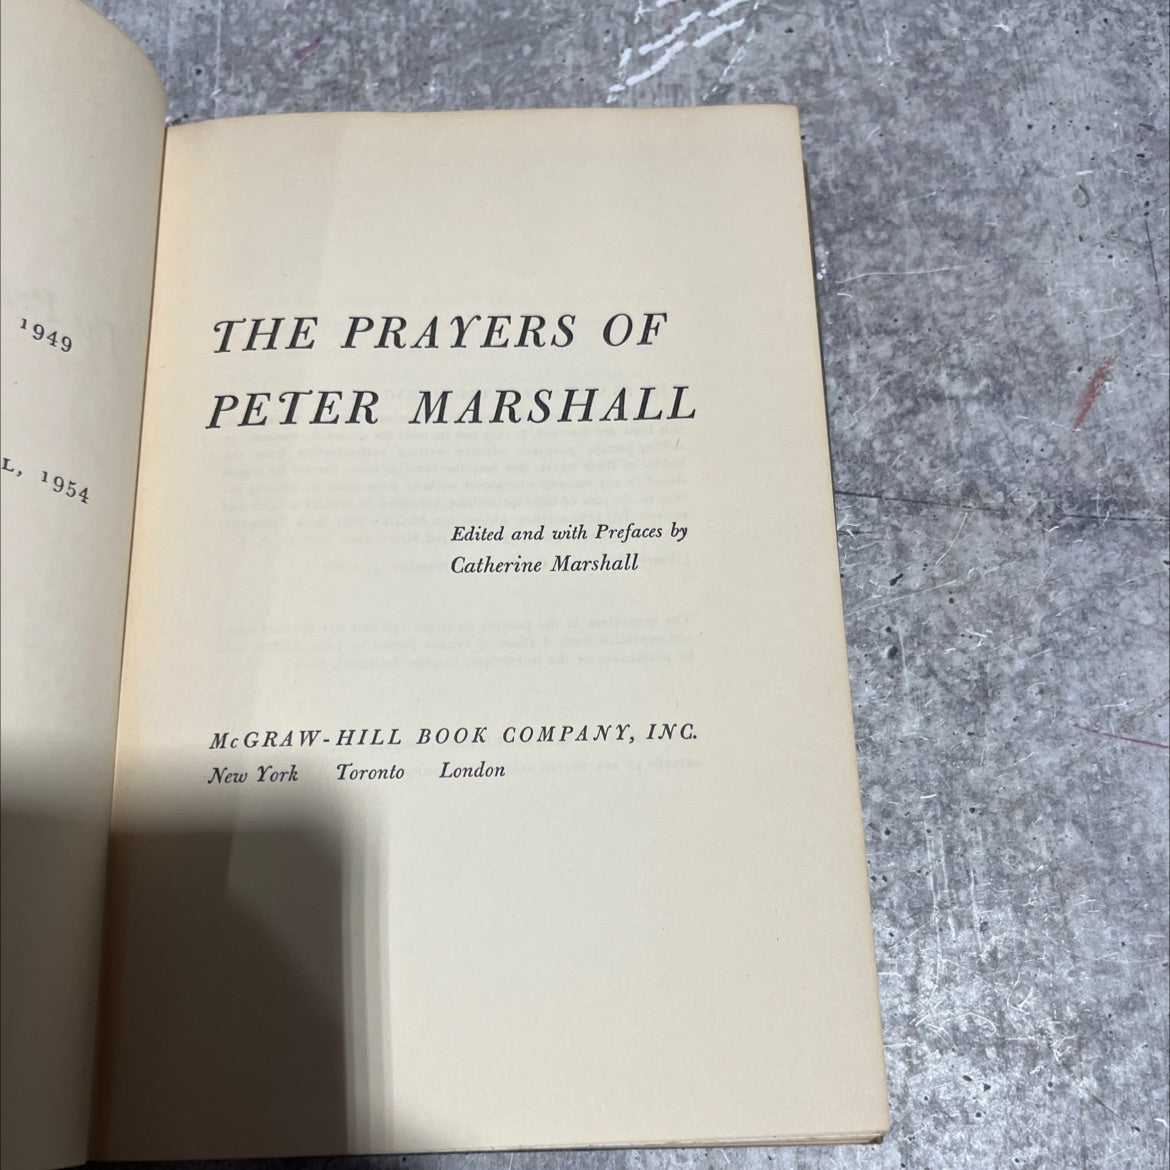 1949
L, 1954
THE PRAYERS OF
PETER MARSHALL
Edited and with Prefaces by
Catherine Marshall
McGRAW-HILL BOOK COMPANY, INC.
New York Toronto London